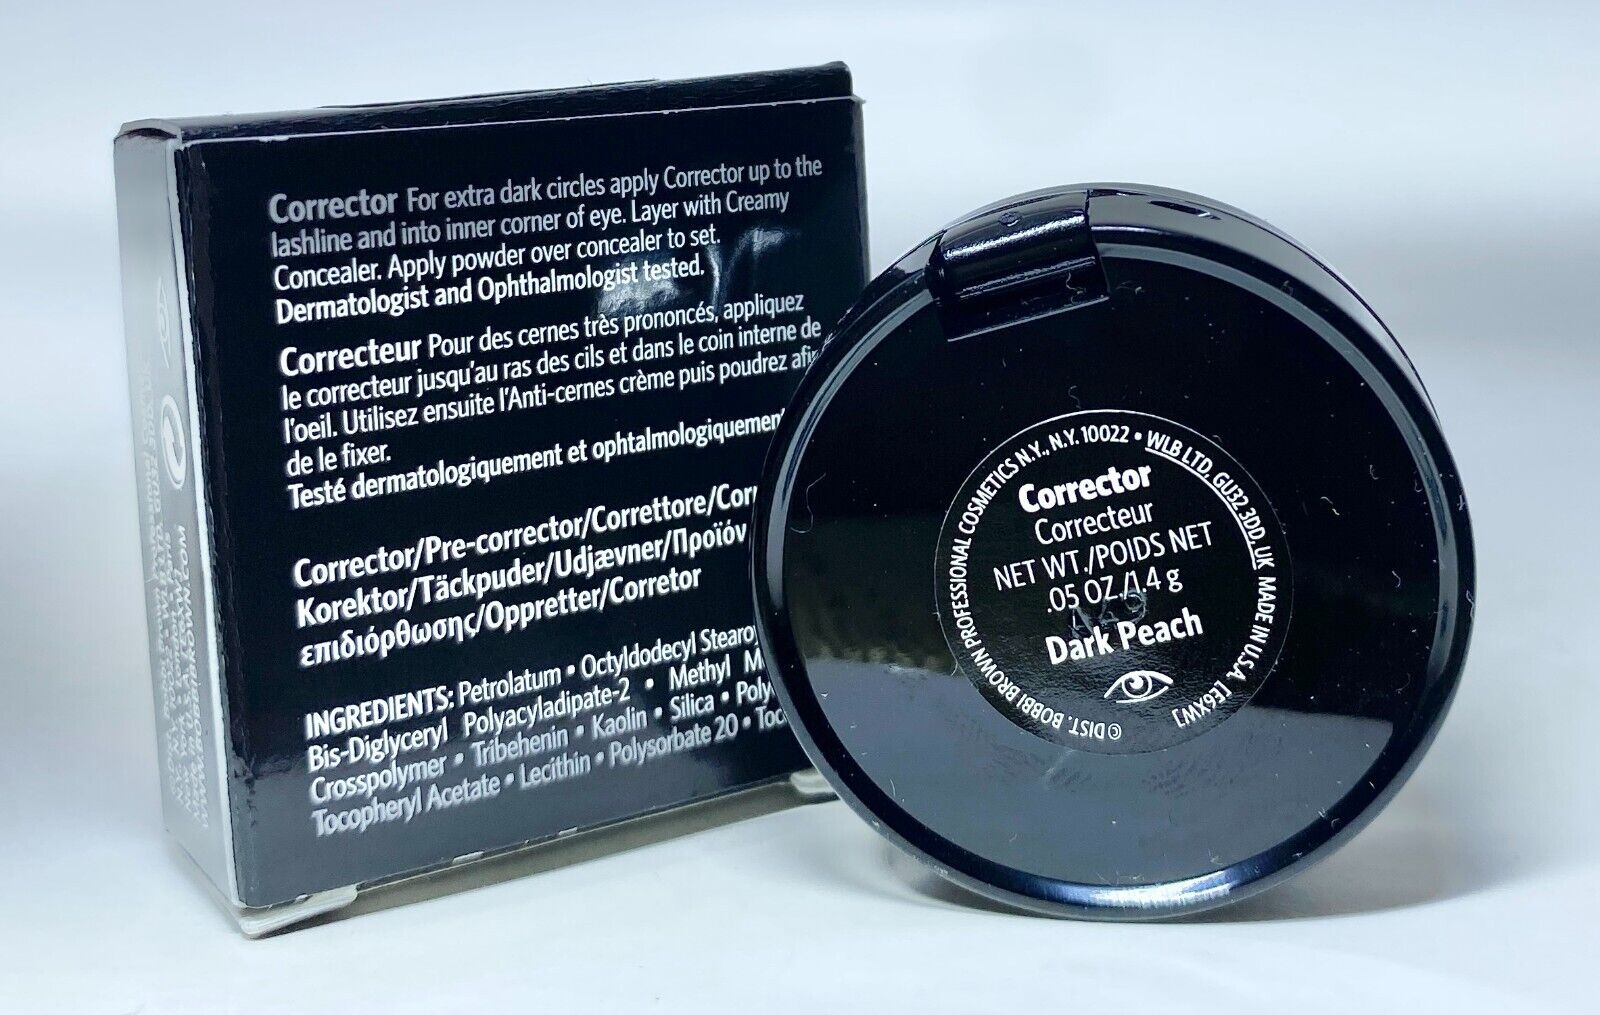 Corrector For extra dark circles apply Corrector up to the
lashline and into inner corner of eye. Layer with Creamy
Concealer. Apply powder over concealer to set.
Dermatologist and Ophthalmologist tested.
Correcteur Pour des cernes très prononcés, appliquez
le correcteur jusqu'au ras des cils et dans le coin interne de
l'oeil. Utilisez ensuite l'Anti-cernes crème puis poudrez afin
de le fixer.
Testé dermatologiquement et ophtalmologiquement
Corrector/Pre-corrector/Correttore/Corr
Korektor/Täckpuder/Udjævner/Προϊόν
επιδιόρθωσης/Oppretter/Corretor
INGREDIENTS: Petrolatum • Octyldodecyl Stearoy
Bis-Diglyceryl Polyacyladipate-2 • Methyl M
Crosspolymer • Tribehenin • Kaolin • Silica • Poly
Tocopheryl Acetate • Lecithin • Polysorbate 20 • Toc
© DIST. BOBBI BROWN PROFESSIONAL COSMETICS N.Y., N.Y. 10022 • WLB LTD, GU32 3DD, UK MADE IN U.S.A. [E6XW]
Corrector
Correcteur
NET WT./POIDS NET
.05 OZ./1.4 g
A49
Dark Peach